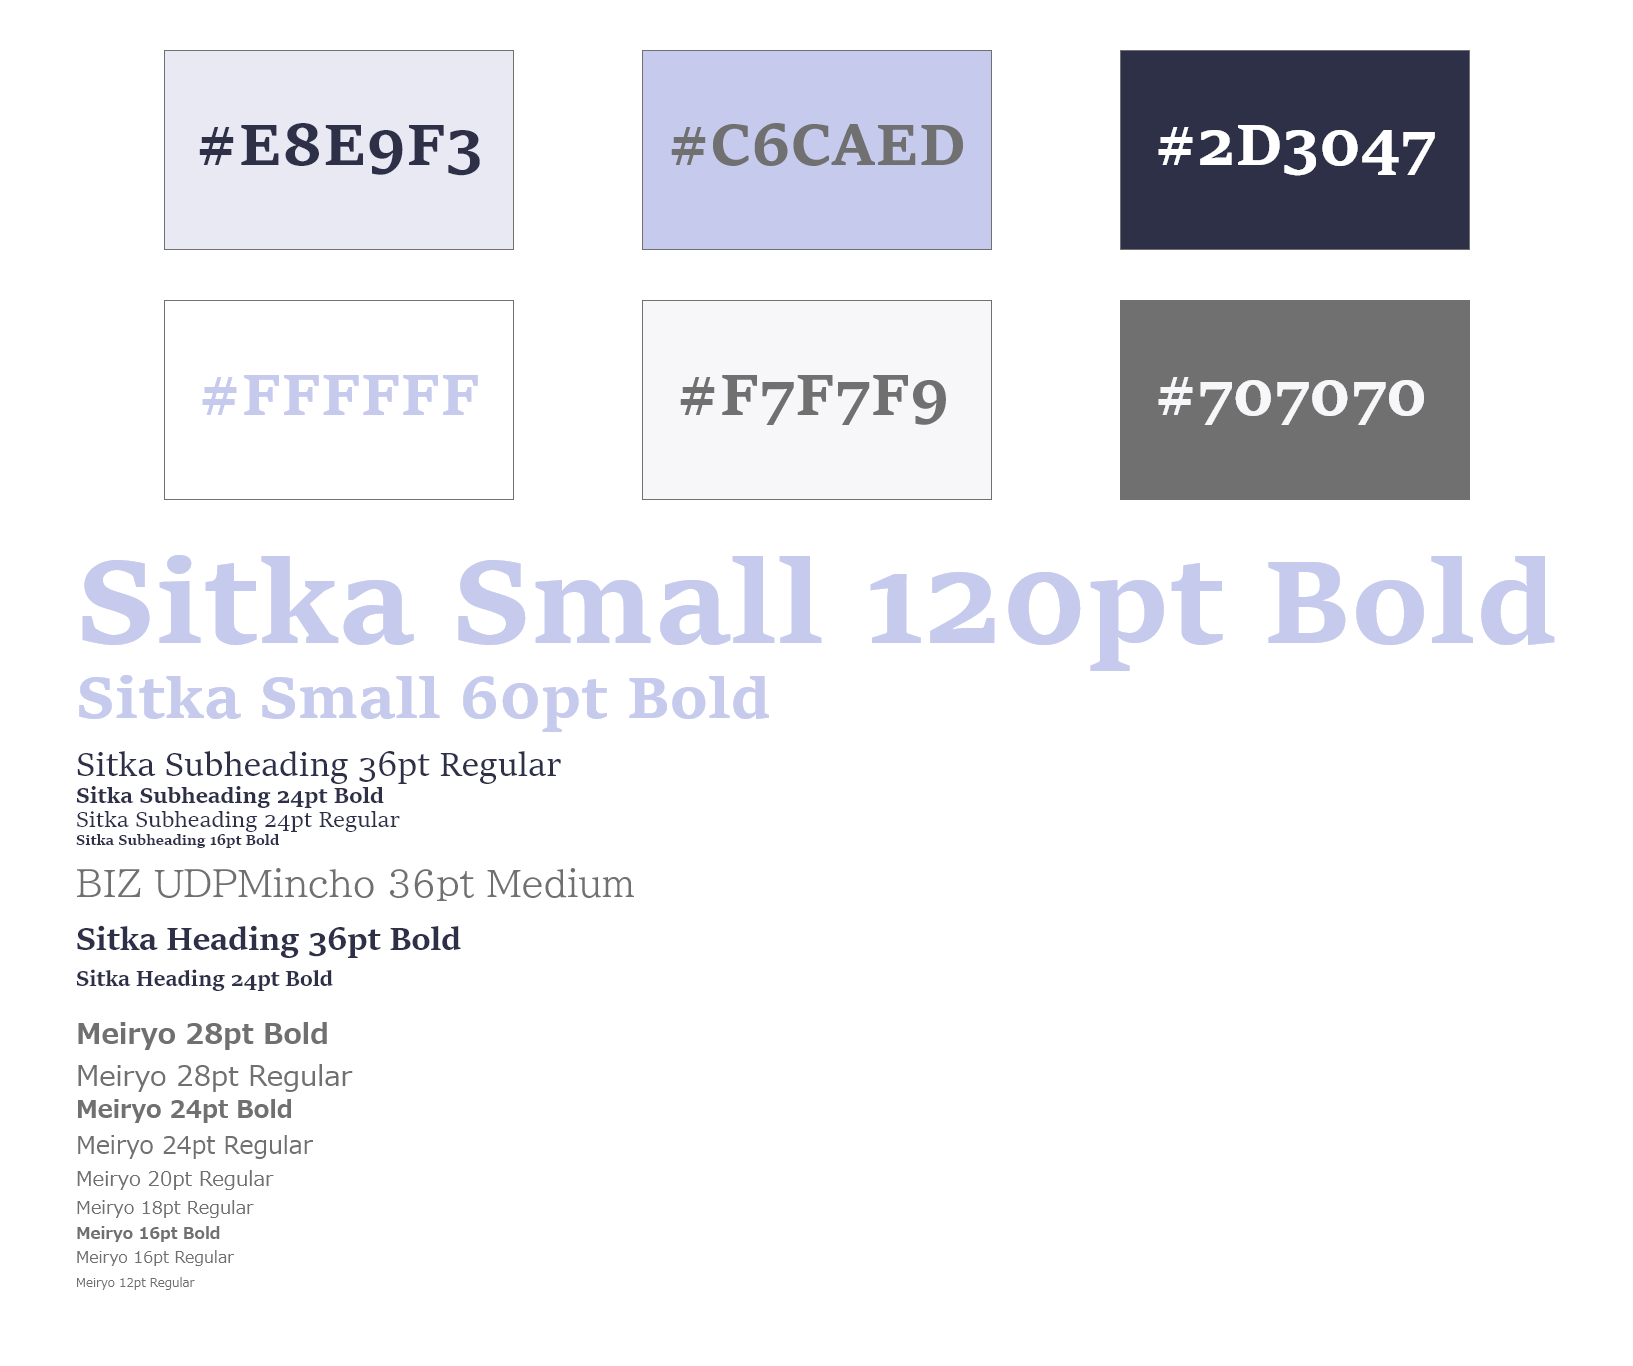 #E8E9F3
#C6CAED
#2D3047
#FFFFFF
#F7F7F9
#707070
Sitka Small 120pt Bold
Sitka Small 60pt Bold
Sitka Subheading 36pt Regular
Sitka Subheading 24pt Bold
Sitka Subheading 24pt Regular
Sitka Subheading 16pt Bold
BIZ UDPMincho 36pt Medium
Sitka Heading 36pt Bold
Sitka Heading 24pt Bold
Meiryo 28pt Bold
Meiryo 28pt Regular
Meiryo 24pt Bold
Meiryo 24pt Regular
Meiryo 20pt Regular
Meiryo 18pt Regular
Meiryo 16pt Bold
Meiryo 16pt Regular
Meiryo 12pt Regular